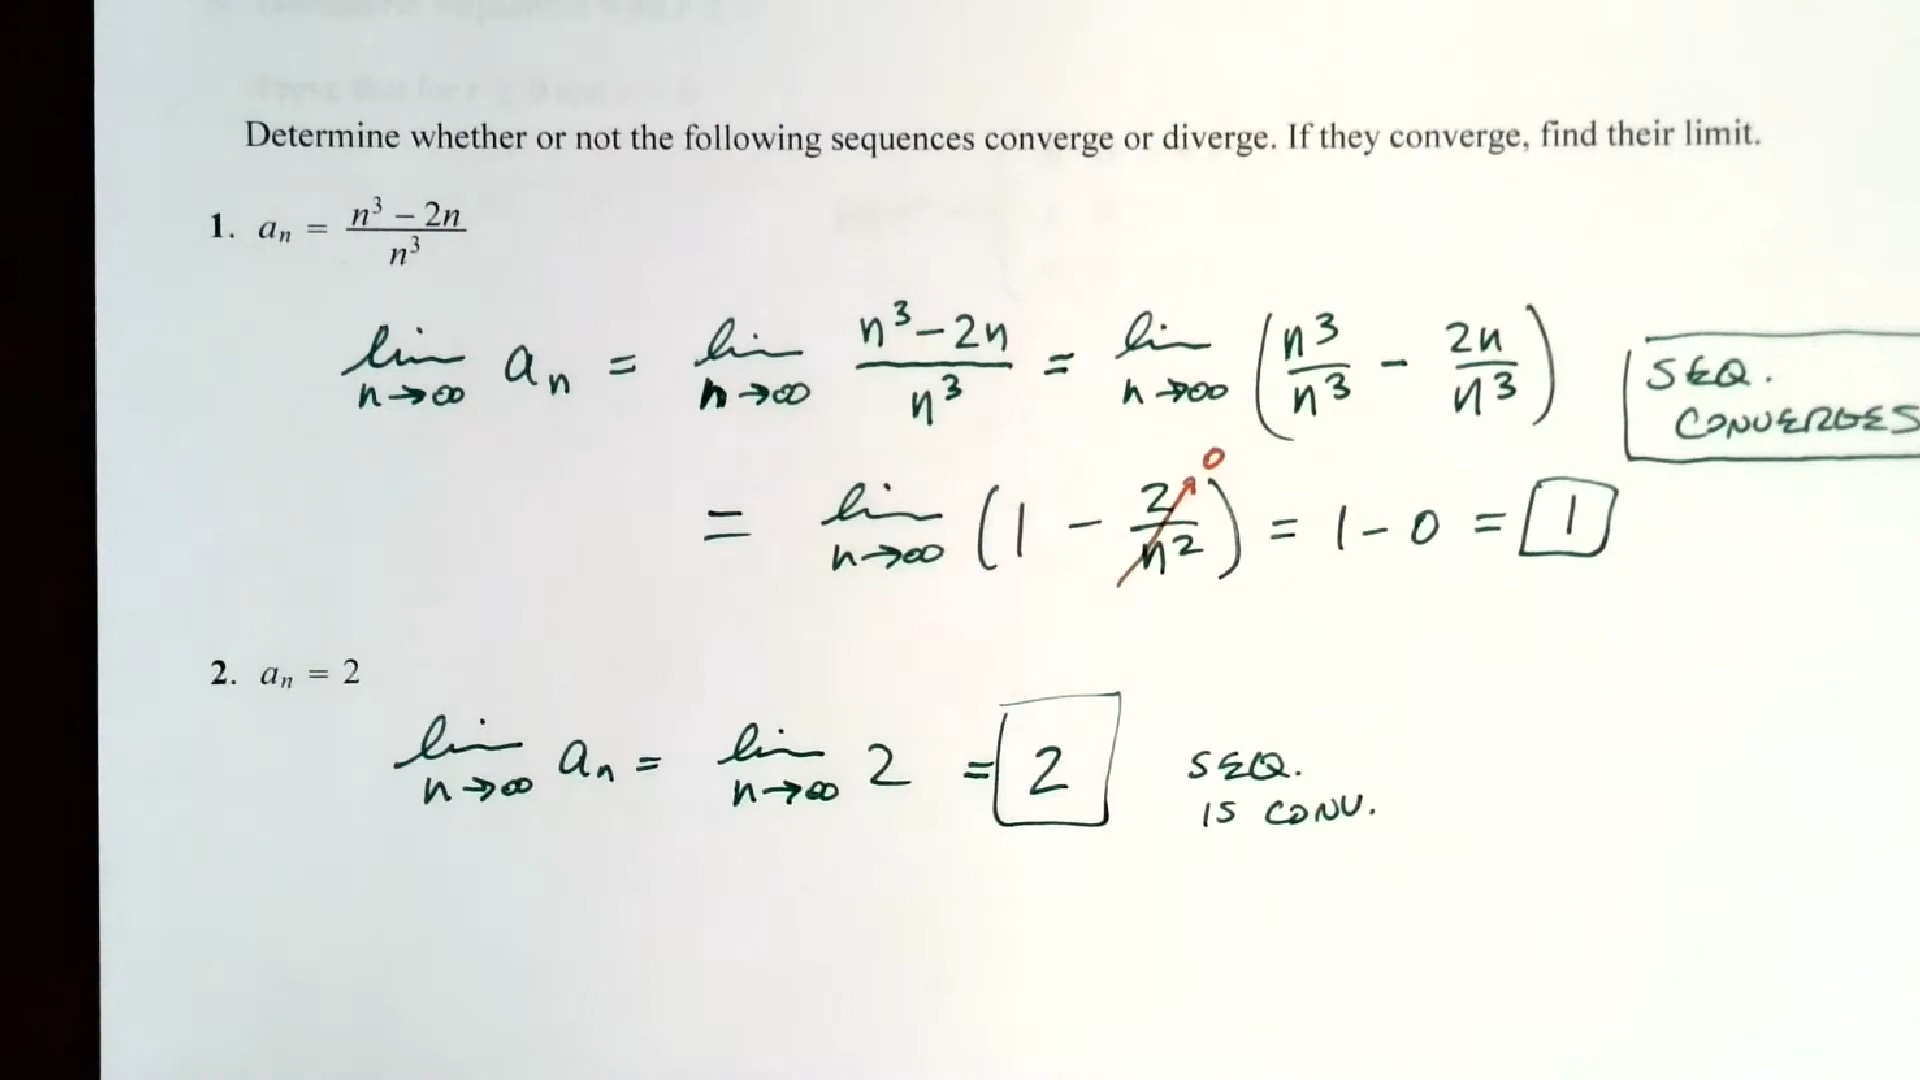 Determine whether or not the following sequences converge or diverge. If they converge, find their limit.
1. aₙ = (n³ − 2n)/n³
lim n→∞ aₙ = lim n→∞ (n³−2n)/n³ = lim n→∞ (n³/n³ − 2n/n³)
SEQ.
CONVERGES
= lim n→∞ (1 − 2/n²) = 1 − 0 = 1
0
2. aₙ = 2
lim n→∞ aₙ = lim n→∞ 2 = 2
SEQ.
IS CONV.